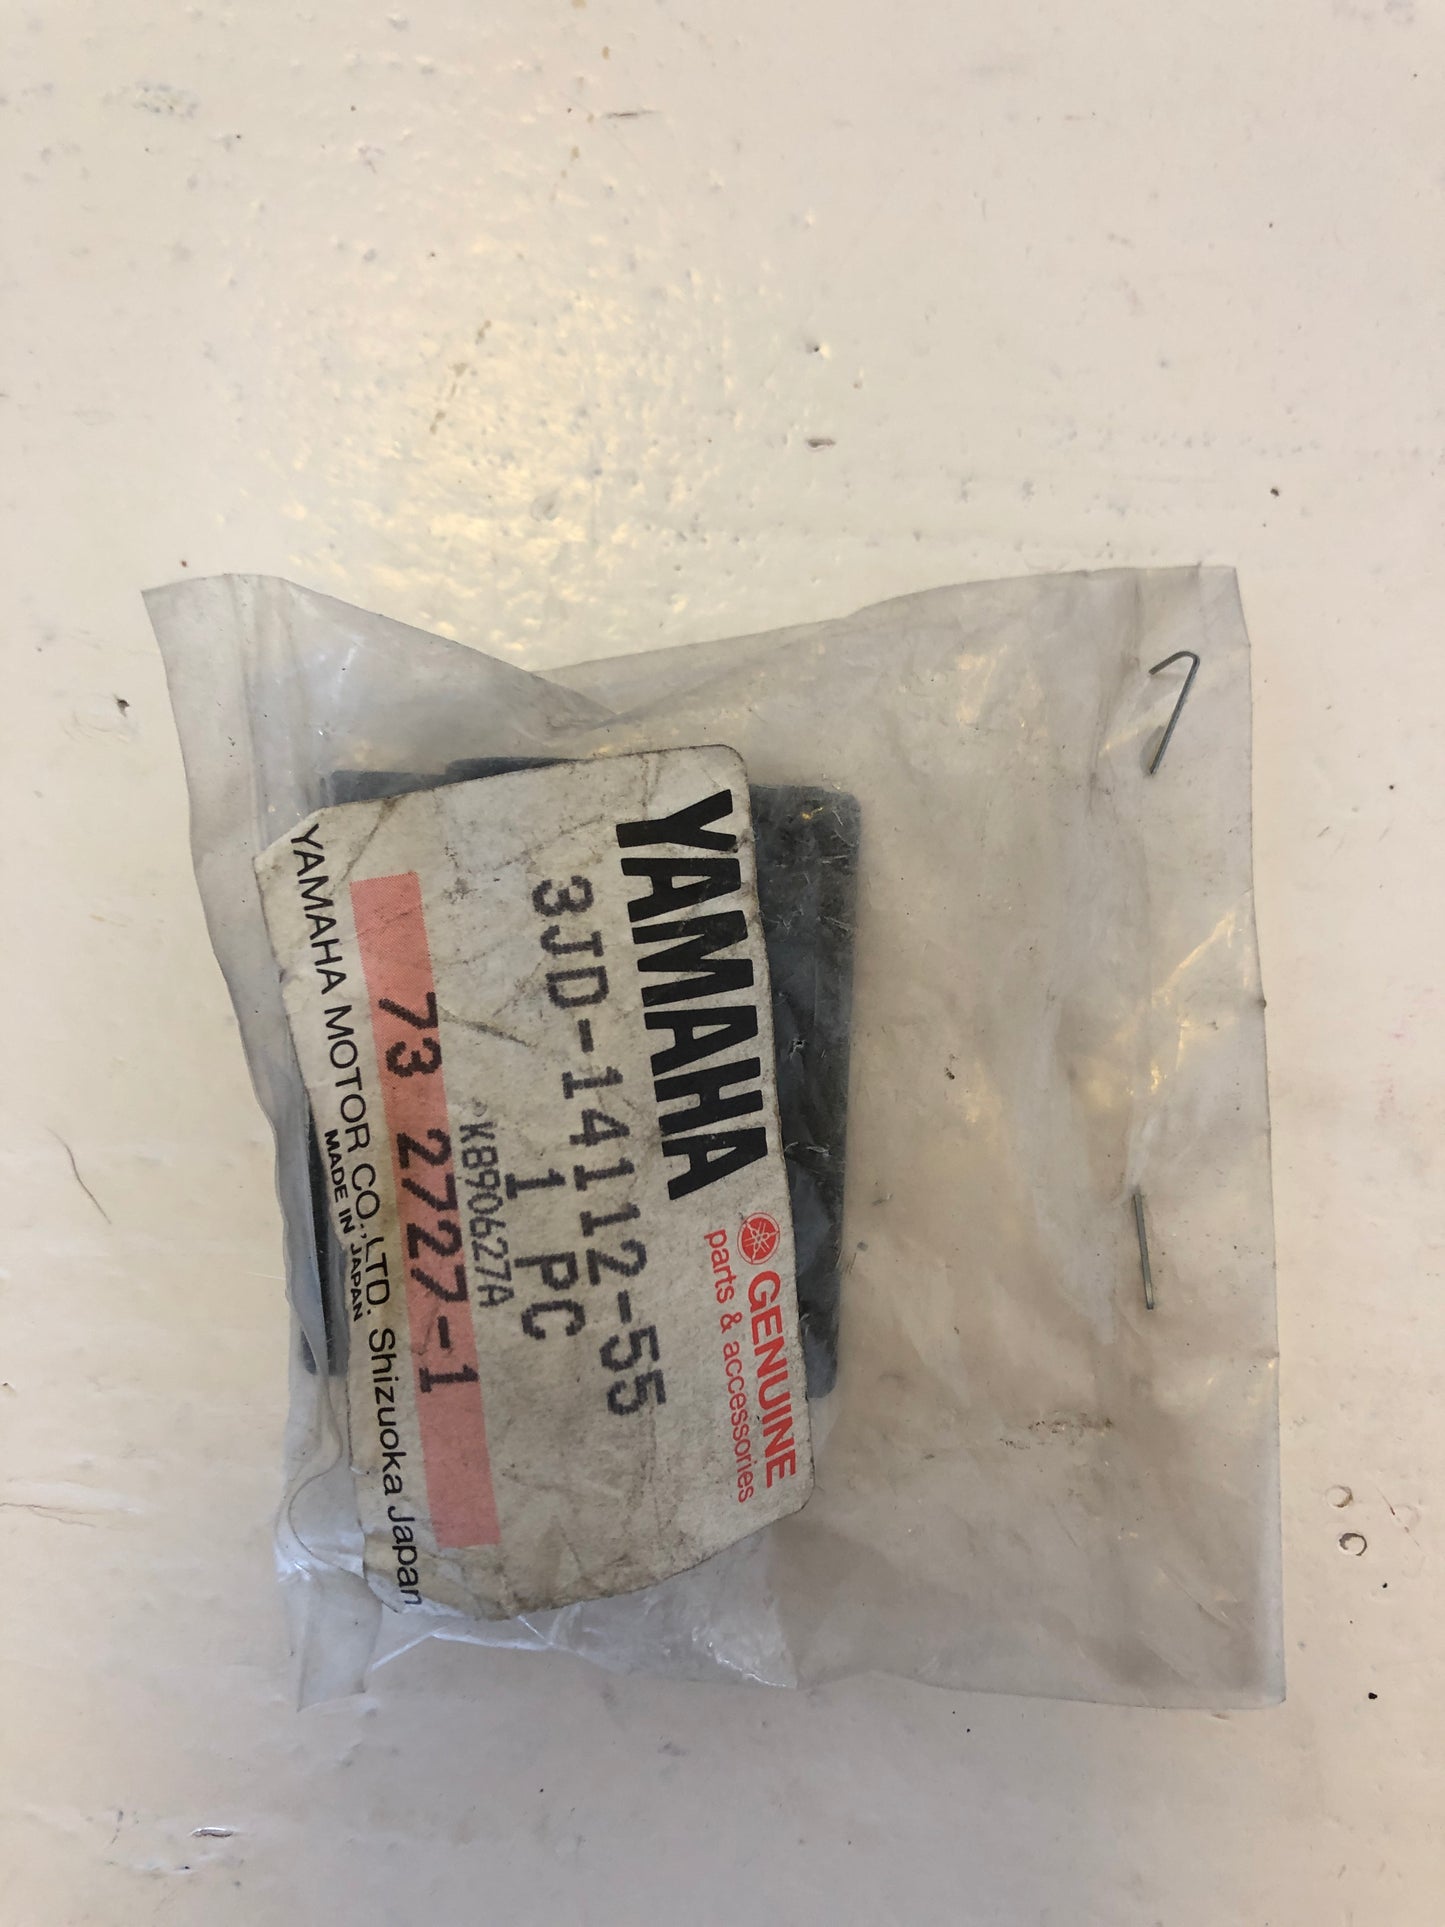 YAMAHA
GENUINE
parts & accessories
3JD-14112-55
1 PC
K890627A
73 2727-1
YAMAHA MOTOR CO.,LTD. Shizuoka Japan
MADE IN JAPAN